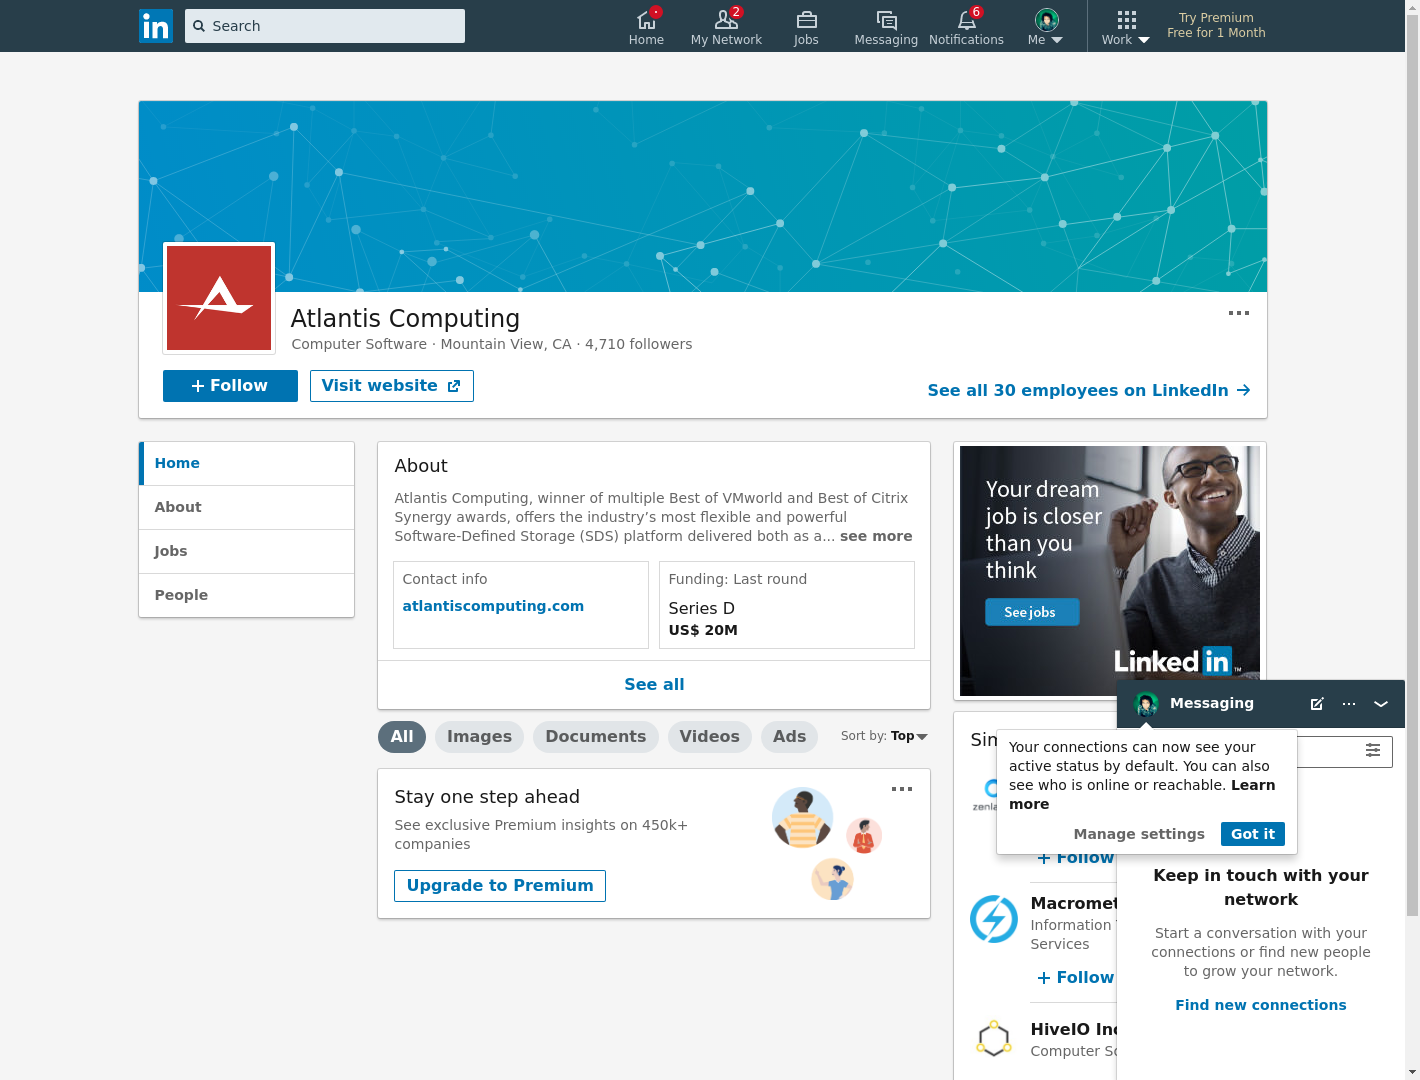 in
Search
Home
2
My Network
Jobs
Messaging
6
Notifications
Me
Work
Try Premium
Free for 1 Month
Atlantis Computing
Computer Software · Mountain View, CA · 4,710 followers
+ Follow
Visit website
See all 30 employees on LinkedIn →
Home
About
Jobs
People
About
Atlantis Computing, winner of multiple Best of VMworld and Best of Citrix
Synergy awards, offers the industry’s most flexible and powerful
Software-Defined Storage (SDS) platform delivered both as a... see more
Contact info
atlantiscomputing.com
Funding: Last round
Series D
US$ 20M
See all
All
Images
Documents
Videos
Ads
Sort by: Top
Stay one step ahead
See exclusive Premium insights on 450k+
companies
Upgrade to Premium
Your dream
job is closer
than you
think
See jobs
Linked in ™
Sim
zenla
+ Follow
Macromet
Information
Services
+ Follow
HiveIO Inc
Computer So
Messaging
Your connections can now see your
active status by default. You can also
see who is online or reachable. Learn
more
Manage settings
Got it
Keep in touch with your
network
Start a conversation with your
connections or find new people
to grow your network.
Find new connections